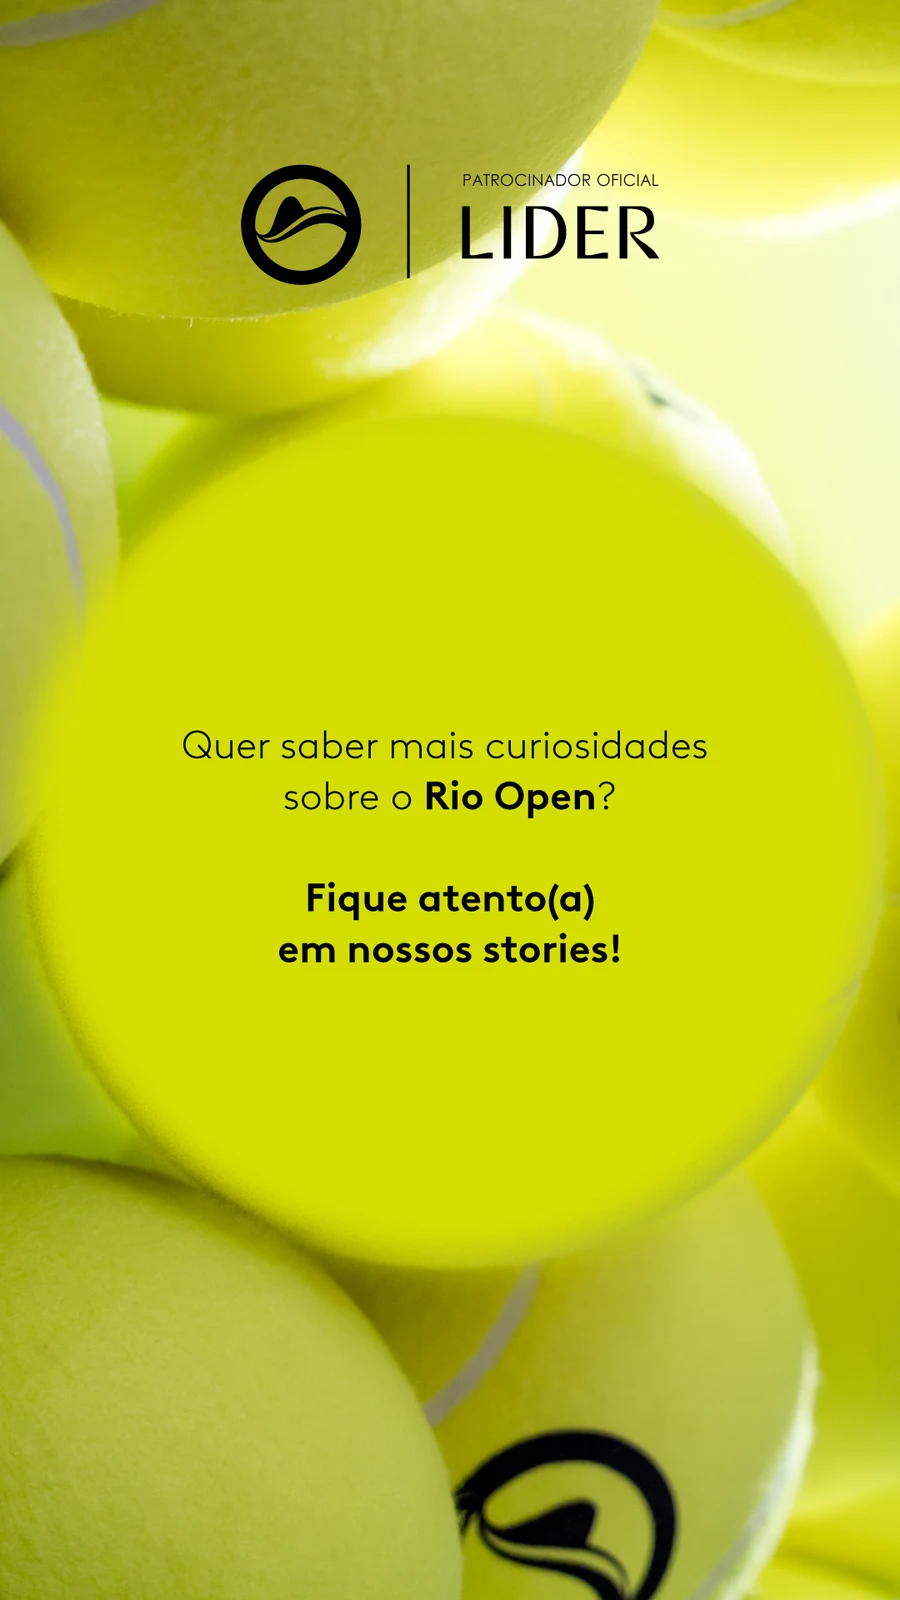 PATROCINADOR OFICIAL
LIDER
Quer saber mais curiosidades
sobre o Rio Open?
Fique atento(a)
em nossos stories!